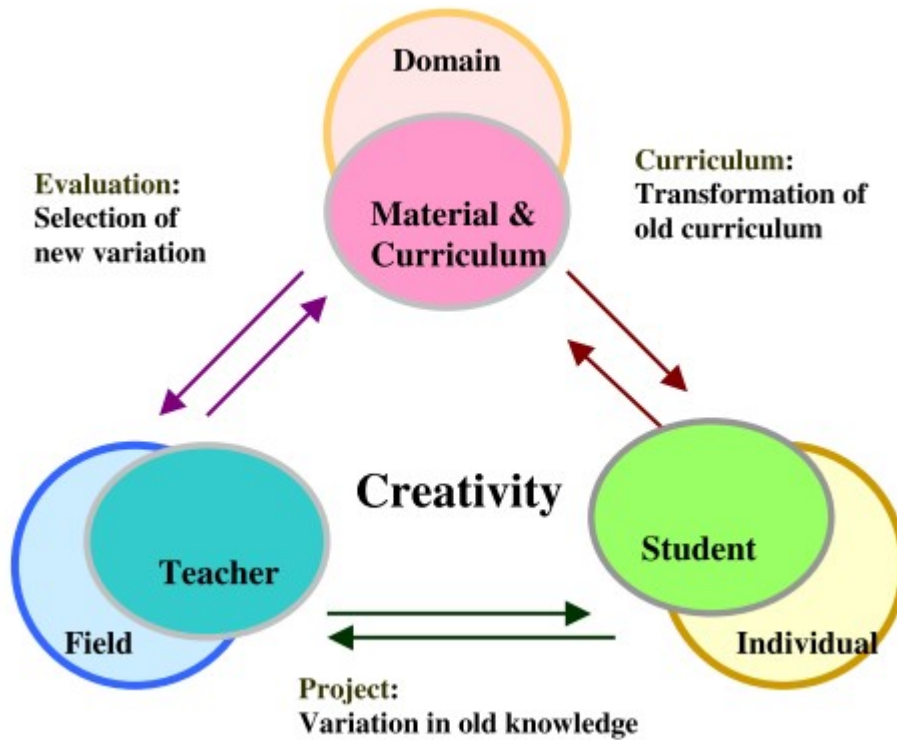 Domain
Evaluation:
Selection of
new variation
Curriculum:
Transformation of
old curriculum
Material &
Curriculum
Creativity
Teacher
Student
Field
Individual
Project:
Variation in old knowledge